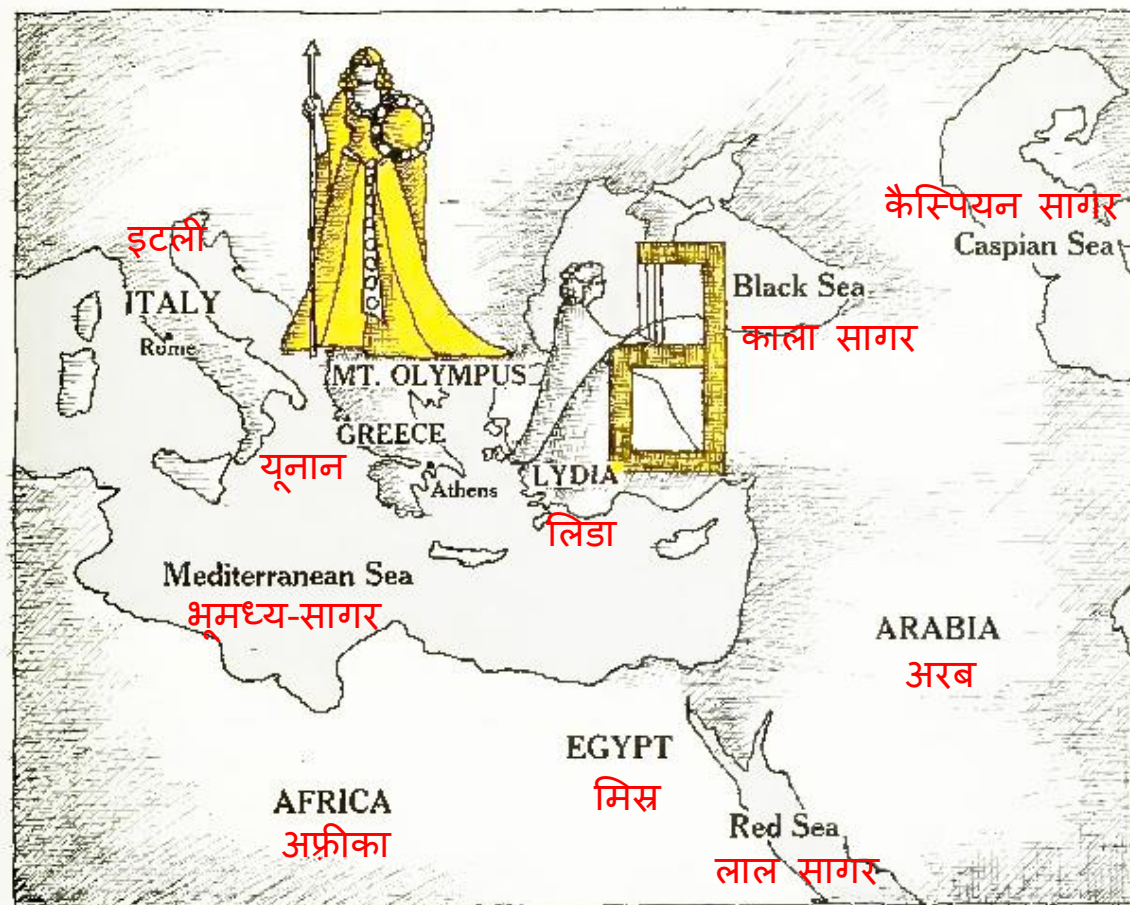 कैस्पियन सागर
Caspian Sea
इटली
ITALY
Rome
Black Sea
काला सागर
MT. OLYMPUS
GREECE
यूनान
Athens
LYDIA
लिडा
Mediterranean Sea
भूमध्य-सागर
ARABIA
अरब
EGYPT
मिस्र
AFRICA
अफ्रीका
Red Sea
लाल सागर